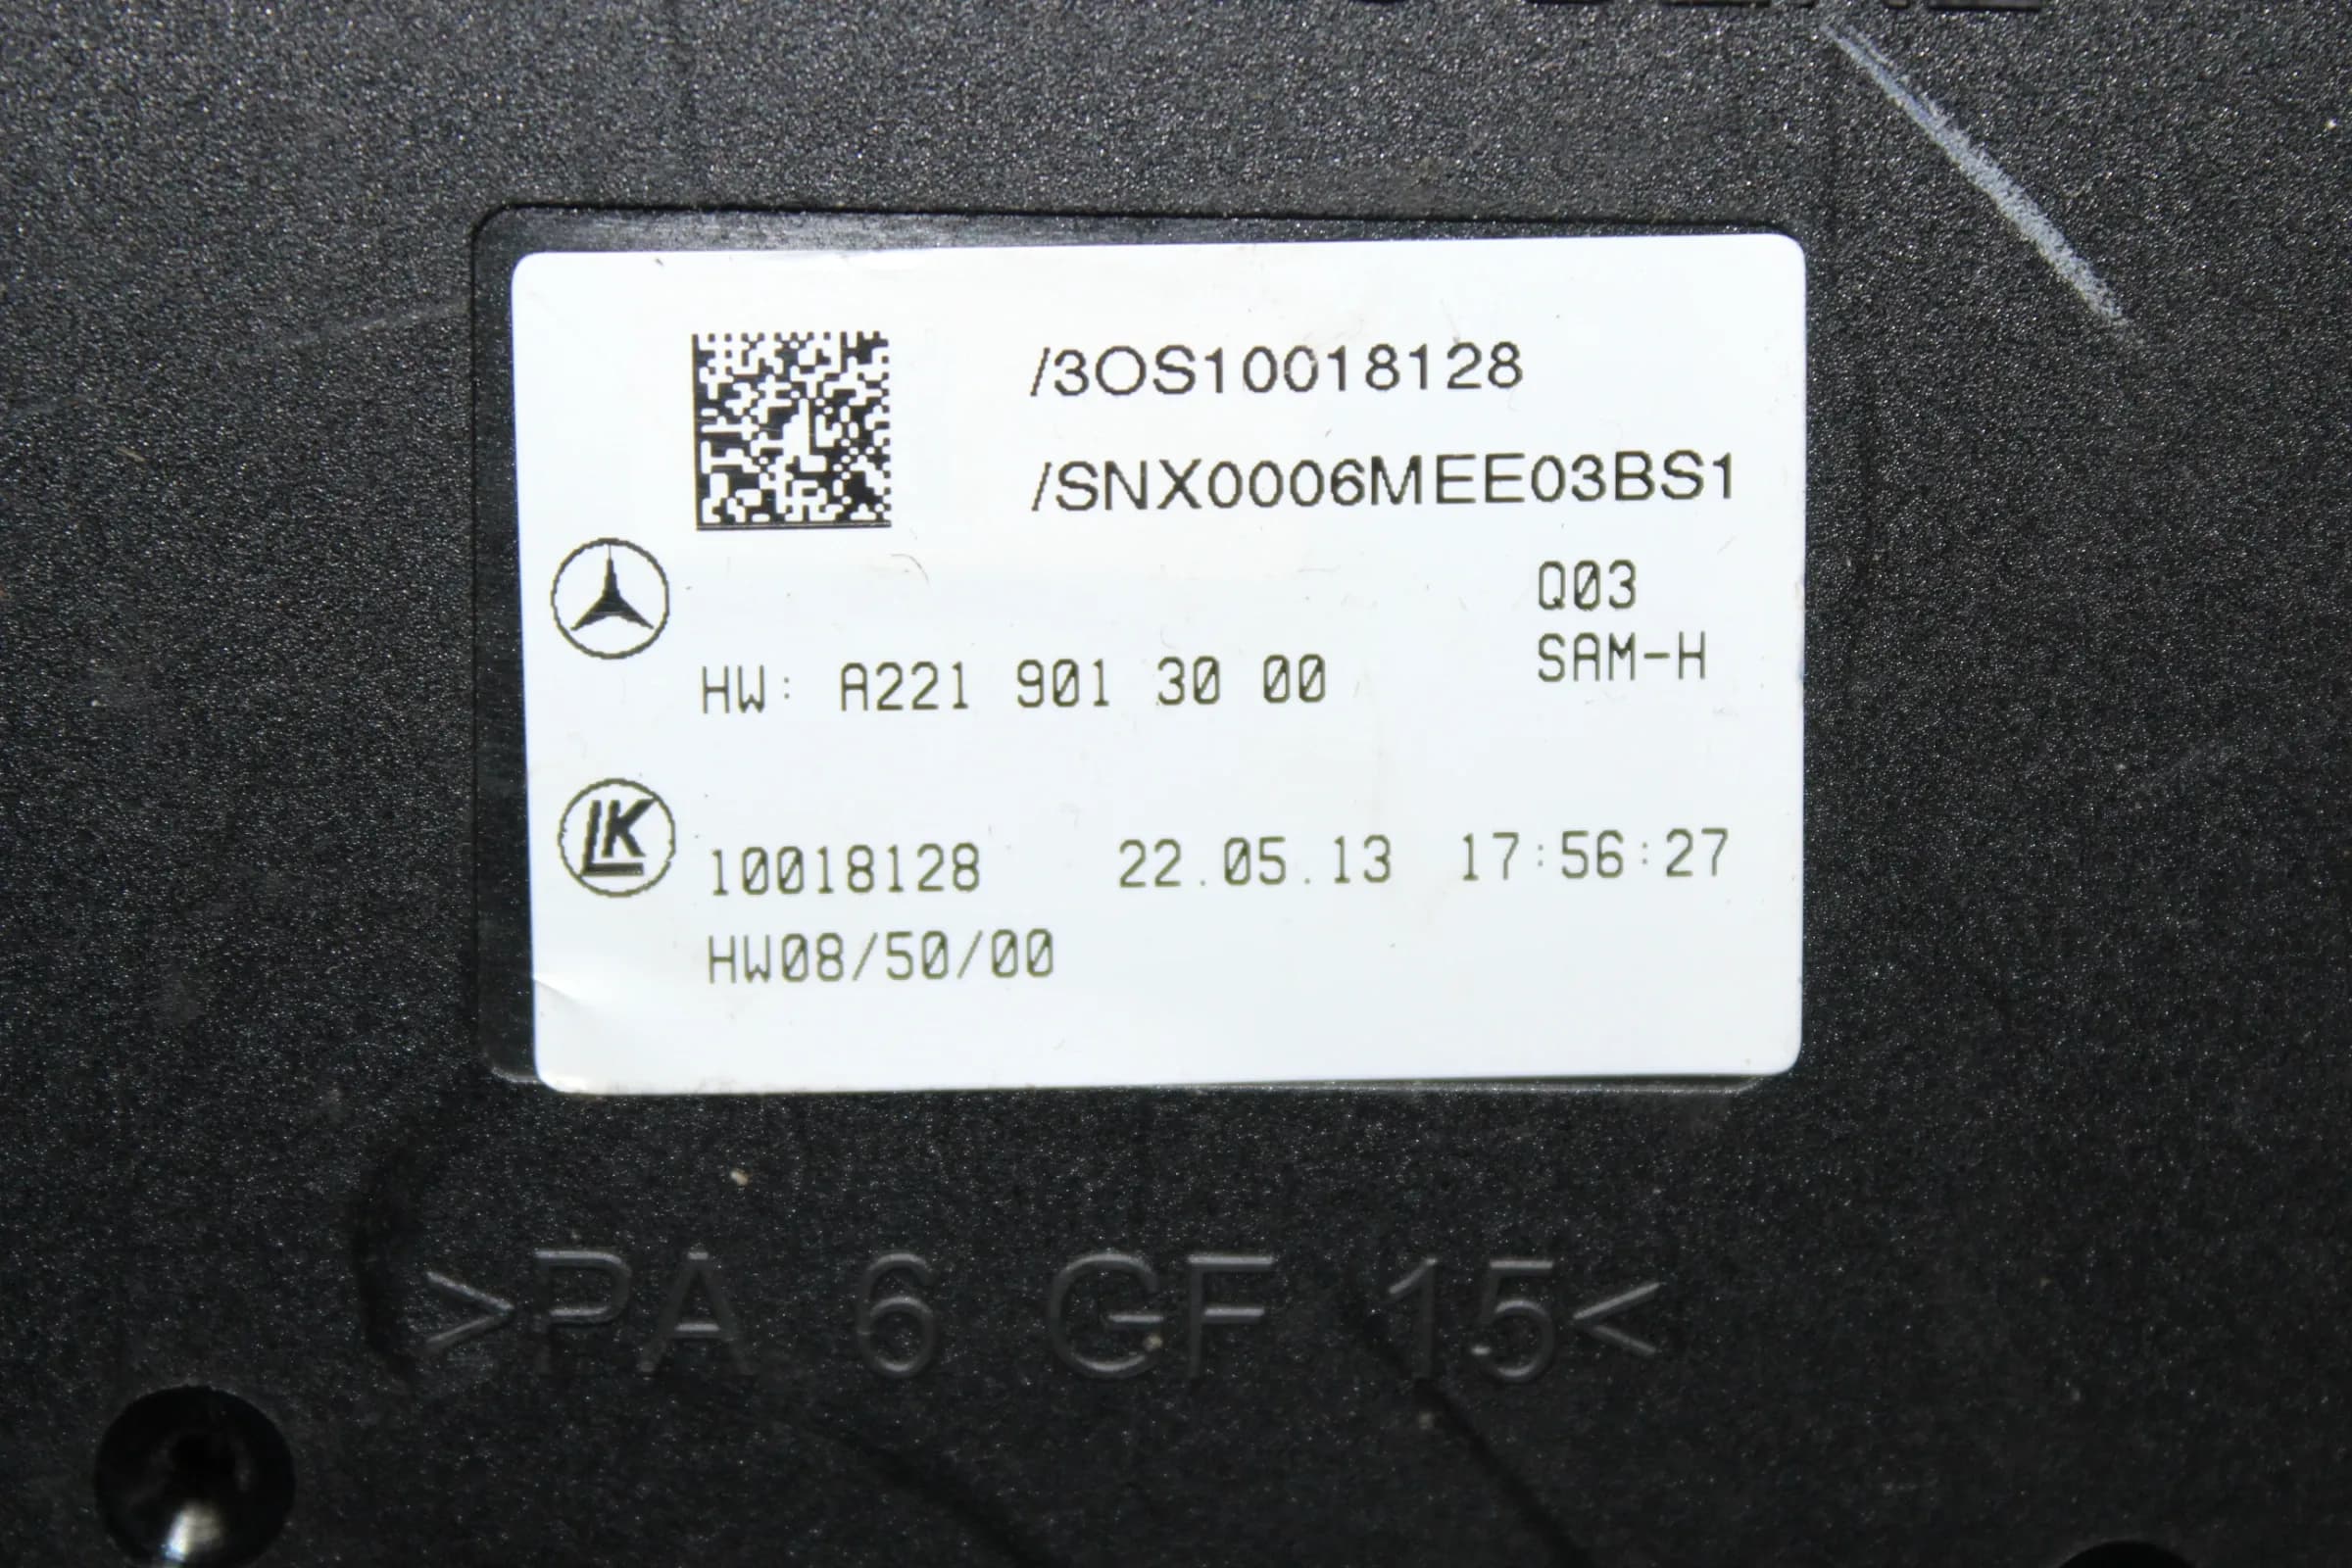 /3OS10018128
/SNX0006MEE03BS1
Q03
SAM-H
HW: A221 901 30 00
LK
10018128 22.05.13 17:56:27
HW08/50/00
>PA 6 GF 15<